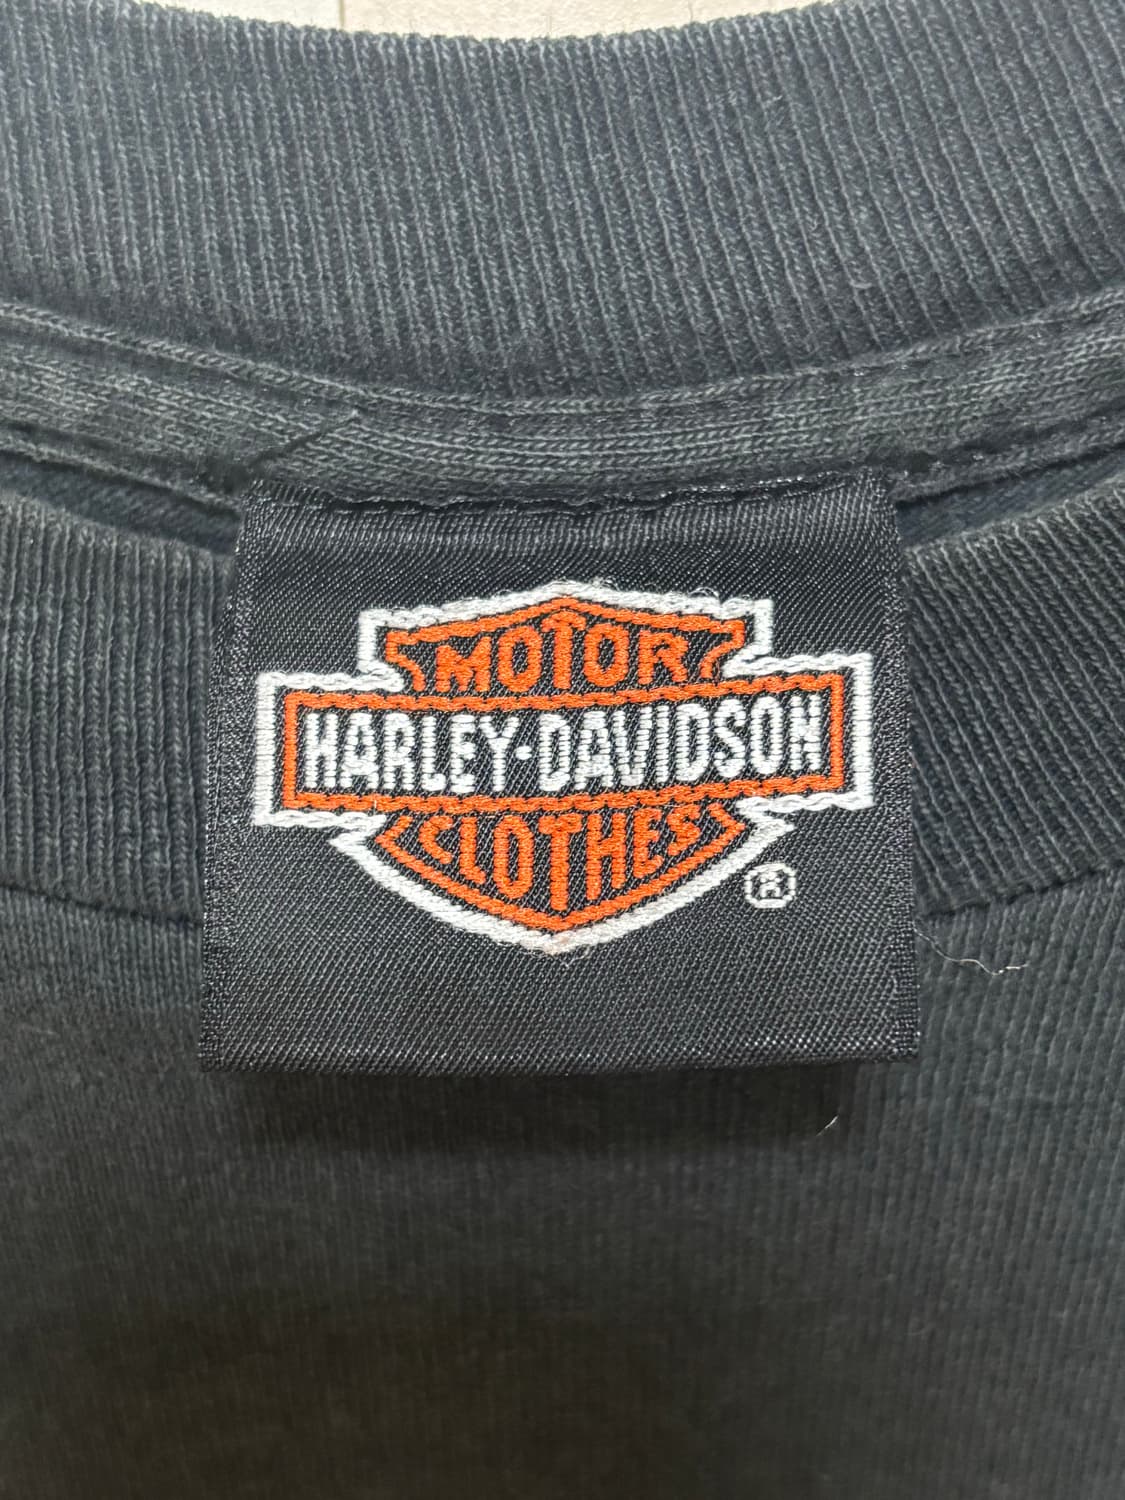 MOTOR
HARLEY-DAVIDSON
CLOTHES
®